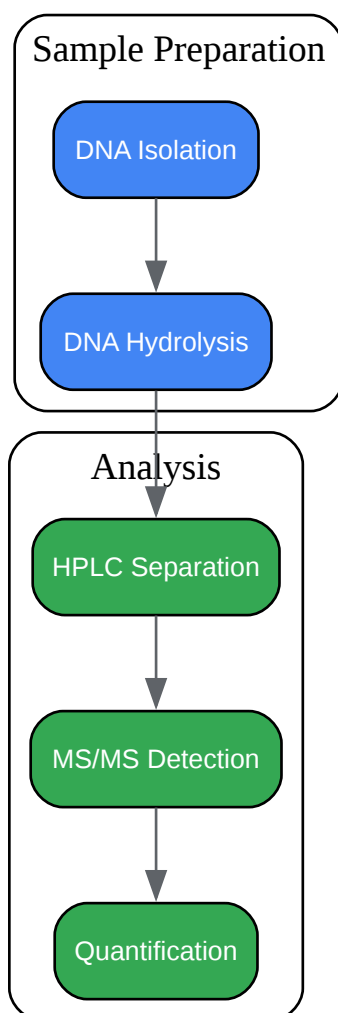 Sample Preparation
DNA Isolation
DNA Hydrolysis
Analysis
HPLC Separation
MS/MS Detection
Quantification